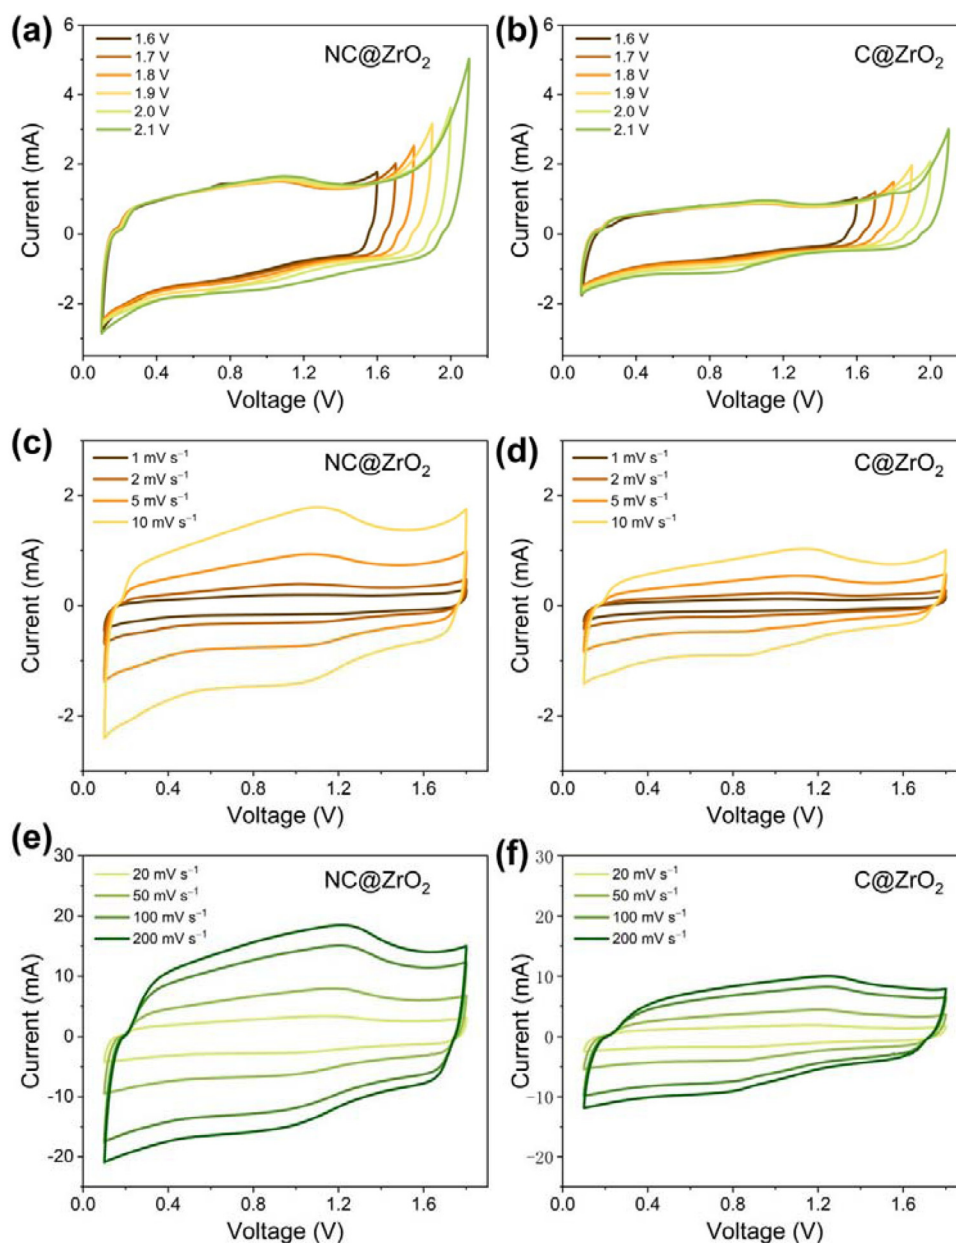 (a)
NC@ZrO₂
1.6 V
1.7 V
1.8 V
1.9 V
2.0 V
2.1 V
6
4
2
0
-2
Current (mA)
0.0 0.4 0.8 1.2 1.6 2.0
Voltage (V)
(b)
C@ZrO₂
1.6 V
1.7 V
1.8 V
1.9 V
2.0 V
2.1 V
6
4
2
0
-2
Current (mA)
0.0 0.4 0.8 1.2 1.6 2.0
Voltage (V)
(c)
NC@ZrO₂
1 mV s⁻¹
2 mV s⁻¹
5 mV s⁻¹
10 mV s⁻¹
2
0
-2
Current (mA)
0.0 0.4 0.8 1.2 1.6
Voltage (V)
(d)
C@ZrO₂
1 mV s⁻¹
2 mV s⁻¹
5 mV s⁻¹
10 mV s⁻¹
2
0
-2
Current (mA)
0.0 0.4 0.8 1.2 1.6
Voltage (V)
(e)
NC@ZrO₂
20 mV s⁻¹
50 mV s⁻¹
100 mV s⁻¹
200 mV s⁻¹
30
20
10
0
-10
-20
Current (mA)
0.0 0.4 0.8 1.2 1.6
Voltage (V)
(f)
C@ZrO₂
20 mV s⁻¹
50 mV s⁻¹
100 mV s⁻¹
200 mV s⁻¹
30
20
10
0
-10
-20
-25
Current (mA)
0.0 0.4 0.8 1.2 1.6
Voltage (V)